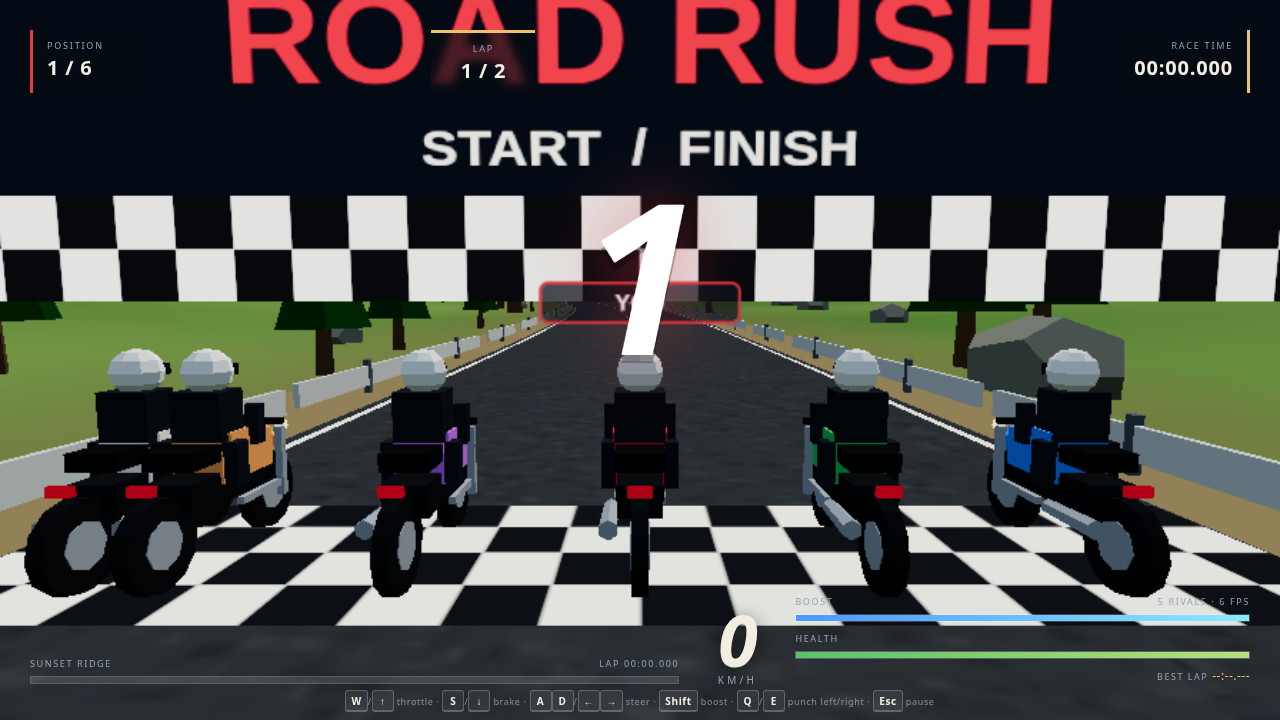 ROAD RUSH
POSITION
1 / 6
LAP
1 / 2
RACE TIME
00:00.000
START / FINISH
1
BOOST
5 RIVALS · 6 FPS
HEALTH
0
KM/H
SUNSET RIDGE
LAP 00:00.000
BEST LAP --:--.---
W / ↑ throttle · S / ↓ brake · A D / ← → steer · Shift boost · Q / E punch left/right · Esc pause